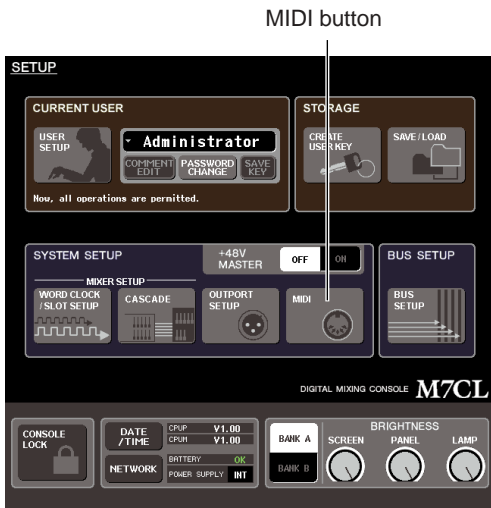 MIDI button
SETUP
CURRENT USER
USER
SETUP
Administrator
COMMENT
EDIT
PASSWORD
CHANGE
SAVE
KEY
Now, all operations are permitted.
STORAGE
CREATE
USER KEY
SAVE/LOAD
SYSTEM SETUP
+48V
MASTER
OFF
ON
MIXER SETUP
WORD CLOCK
/SLOT SETUP
CASCADE
OUTPORT
SETUP
MIDI
BUS SETUP
BUS
SETUP
DIGITAL MIXING CONSOLE M7CL
CONSOLE
LOCK
DATE
/TIME
CPUP V1.00
CPUM V1.00
NETWORK
BATTERY OK
POWER SUPPLY INT
BANK A
BANK B
BRIGHTNESS
SCREEN PANEL LAMP